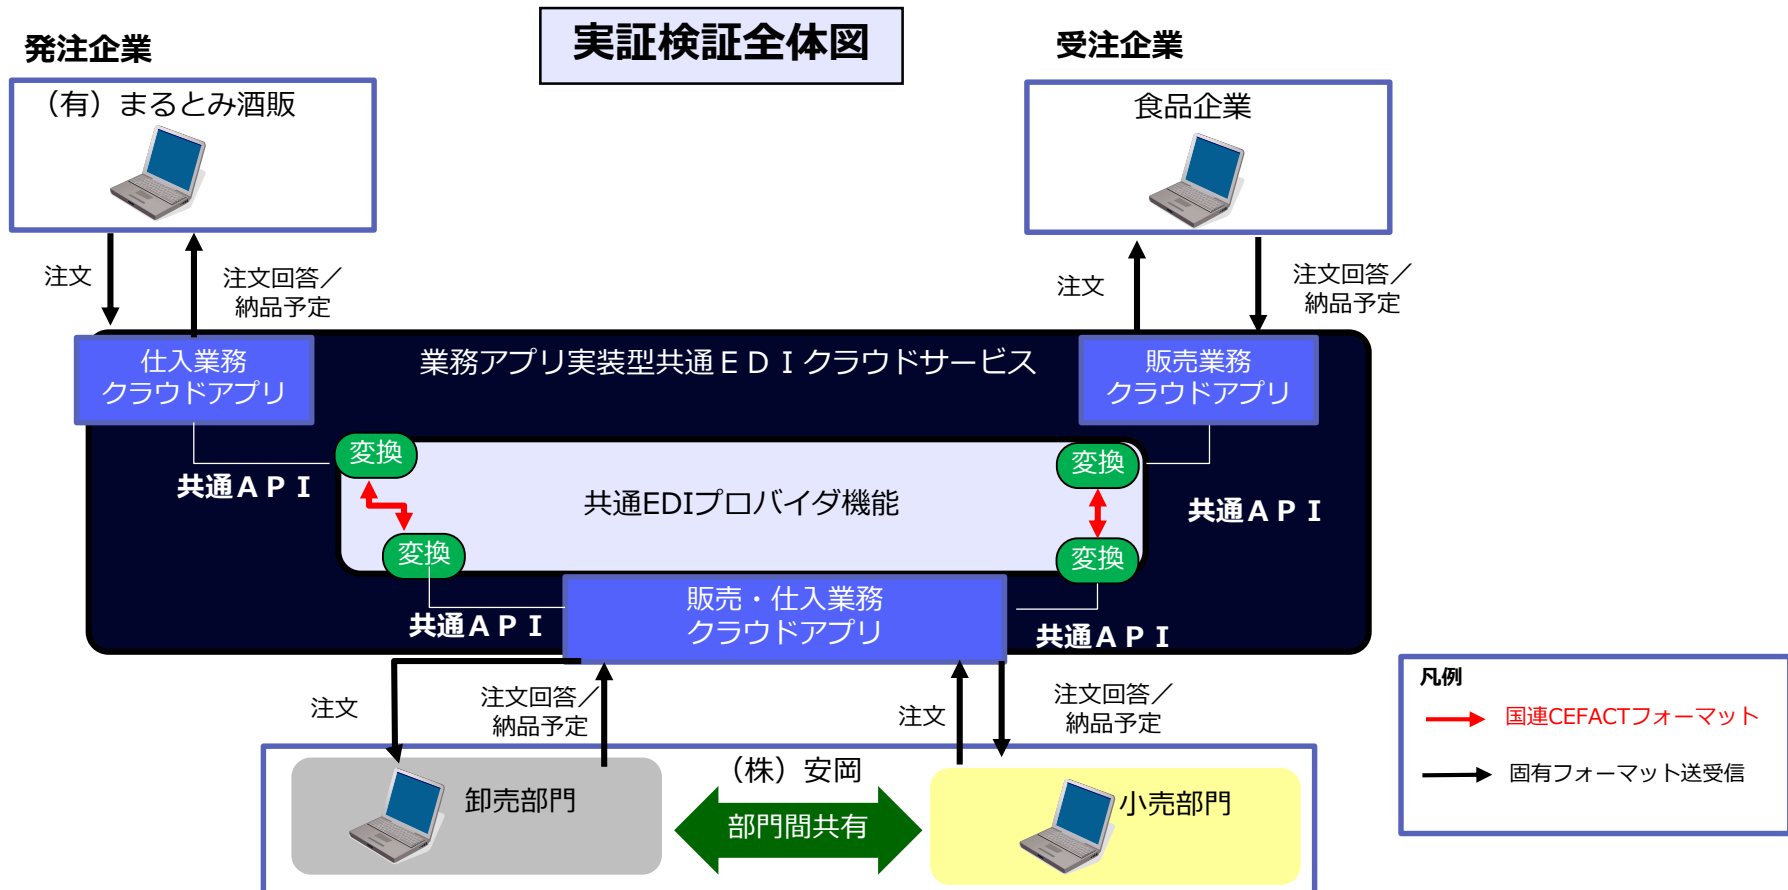 実証検証全体図
発注企業
受注企業
（有）まるとみ酒販
食品企業
注文
注文回答／
納品予定
注文
注文回答／
納品予定
仕入業務
クラウドアプリ
業務アプリ実装型共通ＥＤＩクラウドサービス
販売業務
クラウドアプリ
変換
変換
共通ＡＰＩ
共通EDIプロバイダ機能
共通ＡＰＩ
変換
変換
販売・仕入業務
クラウドアプリ
共通ＡＰＩ
共通ＡＰＩ
注文
注文回答／
納品予定
注文
注文回答／
納品予定
（株）安岡
卸売部門
部門間共有
小売部門
凡例
国連CEFACTフォーマット
固有フォーマット送受信